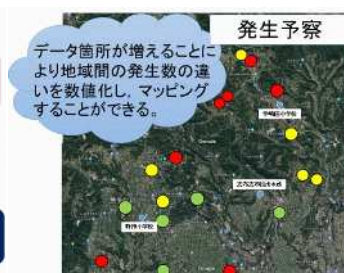 発生予察
データ箇所が増えることに
より地域間の発生数の違
いを数値化し，マッピング
することができる。